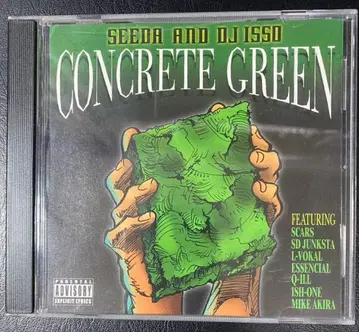 SEEDA AND DJ ISSO
CONCRETE GREEN
FEATURING
SCARS
SD JUNKSTA
L-VOKAL
ESSENCIAL
Q-ILL
ISH-ONE
MIKE AKIRA
PARENTAL
ADVISORY
EXPLICIT LYRICS